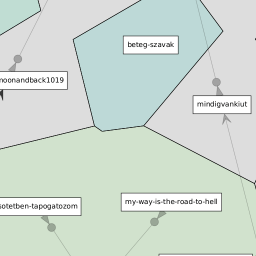 beteg-szavak
moonandback1019
mindigvankiut
sotetben-tapogatozom
my-way-is-the-road-to-hell